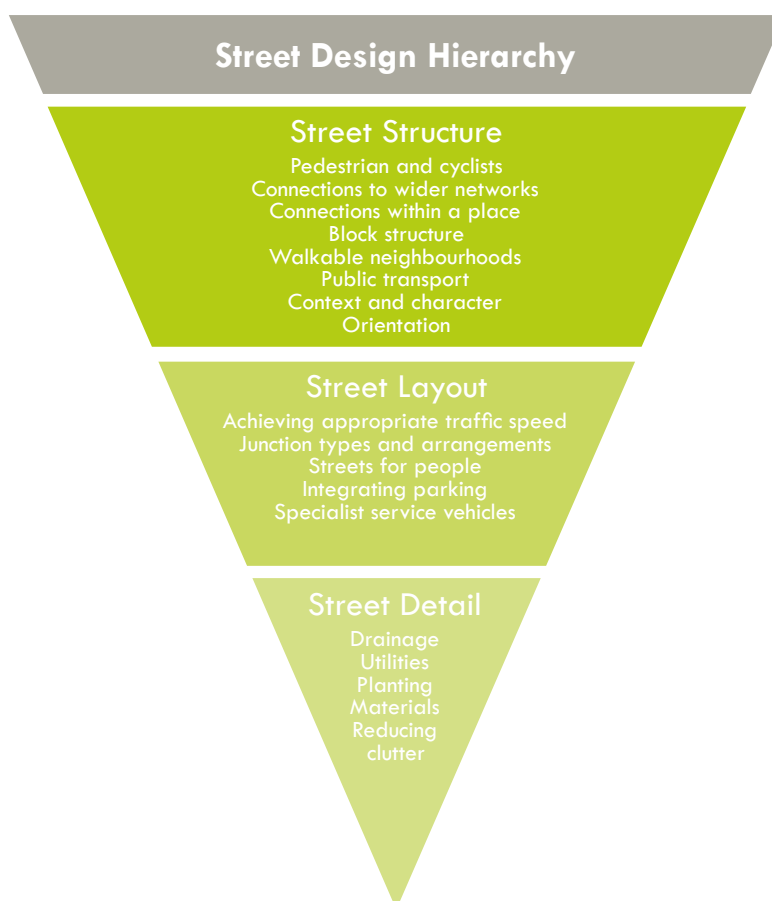 Street Design Hierarchy
Street Structure
Pedestrian and cyclists
Connections to wider networks
Connections within a place
Block structure
Walkable neighbourhoods
Public transport
Context and character
Orientation
Street Layout
Achieving appropriate traffic speed
Junction types and arrangements
Streets for people
Integrating parking
Specialist service vehicles
Street Detail
Drainage
Utilities
Planting
Materials
Reducing
clutter